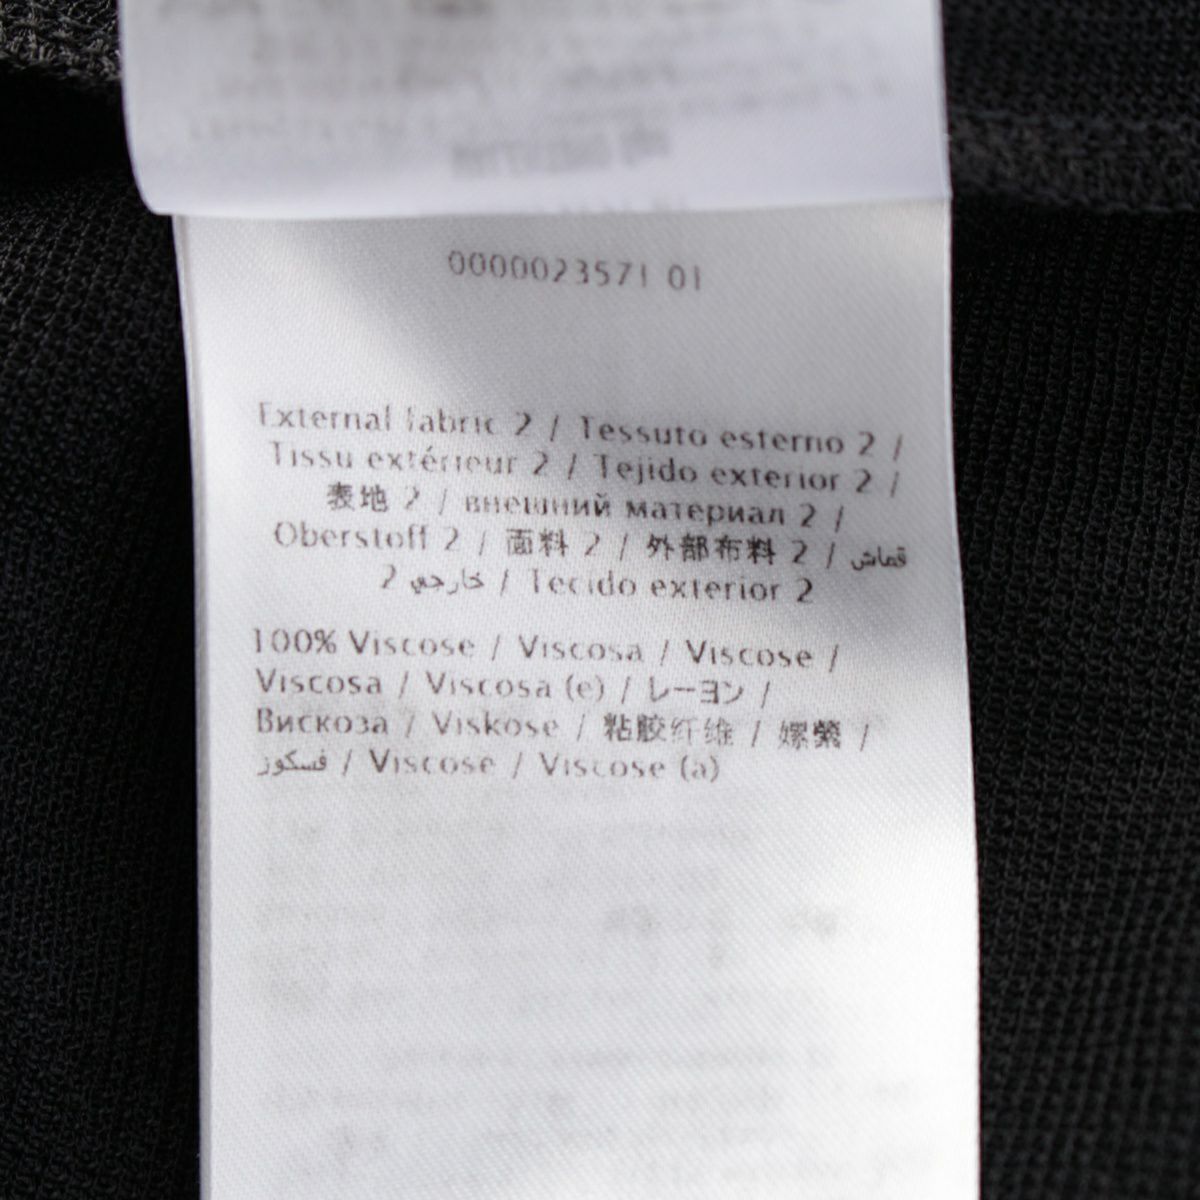 0000023571 01
External fabric 2 / Tessuto esterno 2 /
Tissu extérieur 2 / Tejido exterior 2 /
表地 2 / внешний материал 2 /
Oberstoff 2 / 面料 2 / 外部布料 2 / قماش
خارجي 2 / Tecido exterior 2
100% Viscose / Viscosa / Viscose /
Viscosa / Viscosa (e) / レーヨン /
Вискоза / Viskose / 粘胶纤维 / 嫘縈 /
فسكوز / Viscose / Viscose (a)